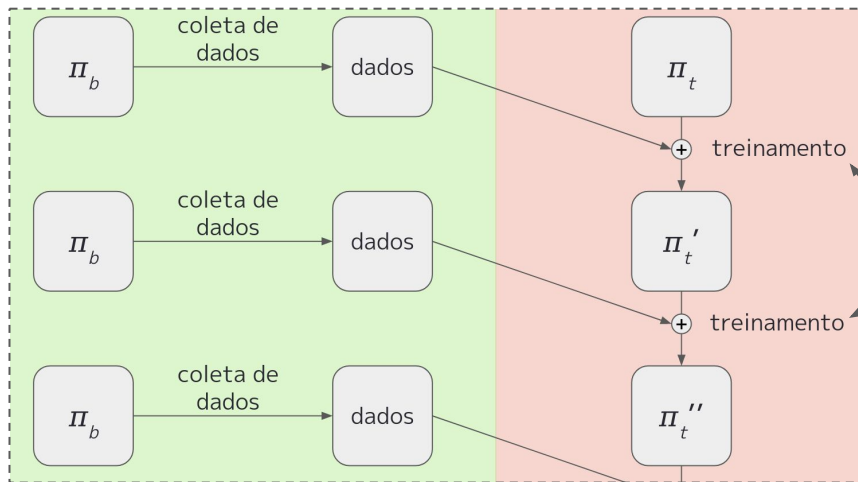 coleta de
dados
π_b
dados
π_t
+
treinamento
coleta de
dados
π_b
dados
π_t'
+
treinamento
coleta de
dados
π_b
dados
π_t''